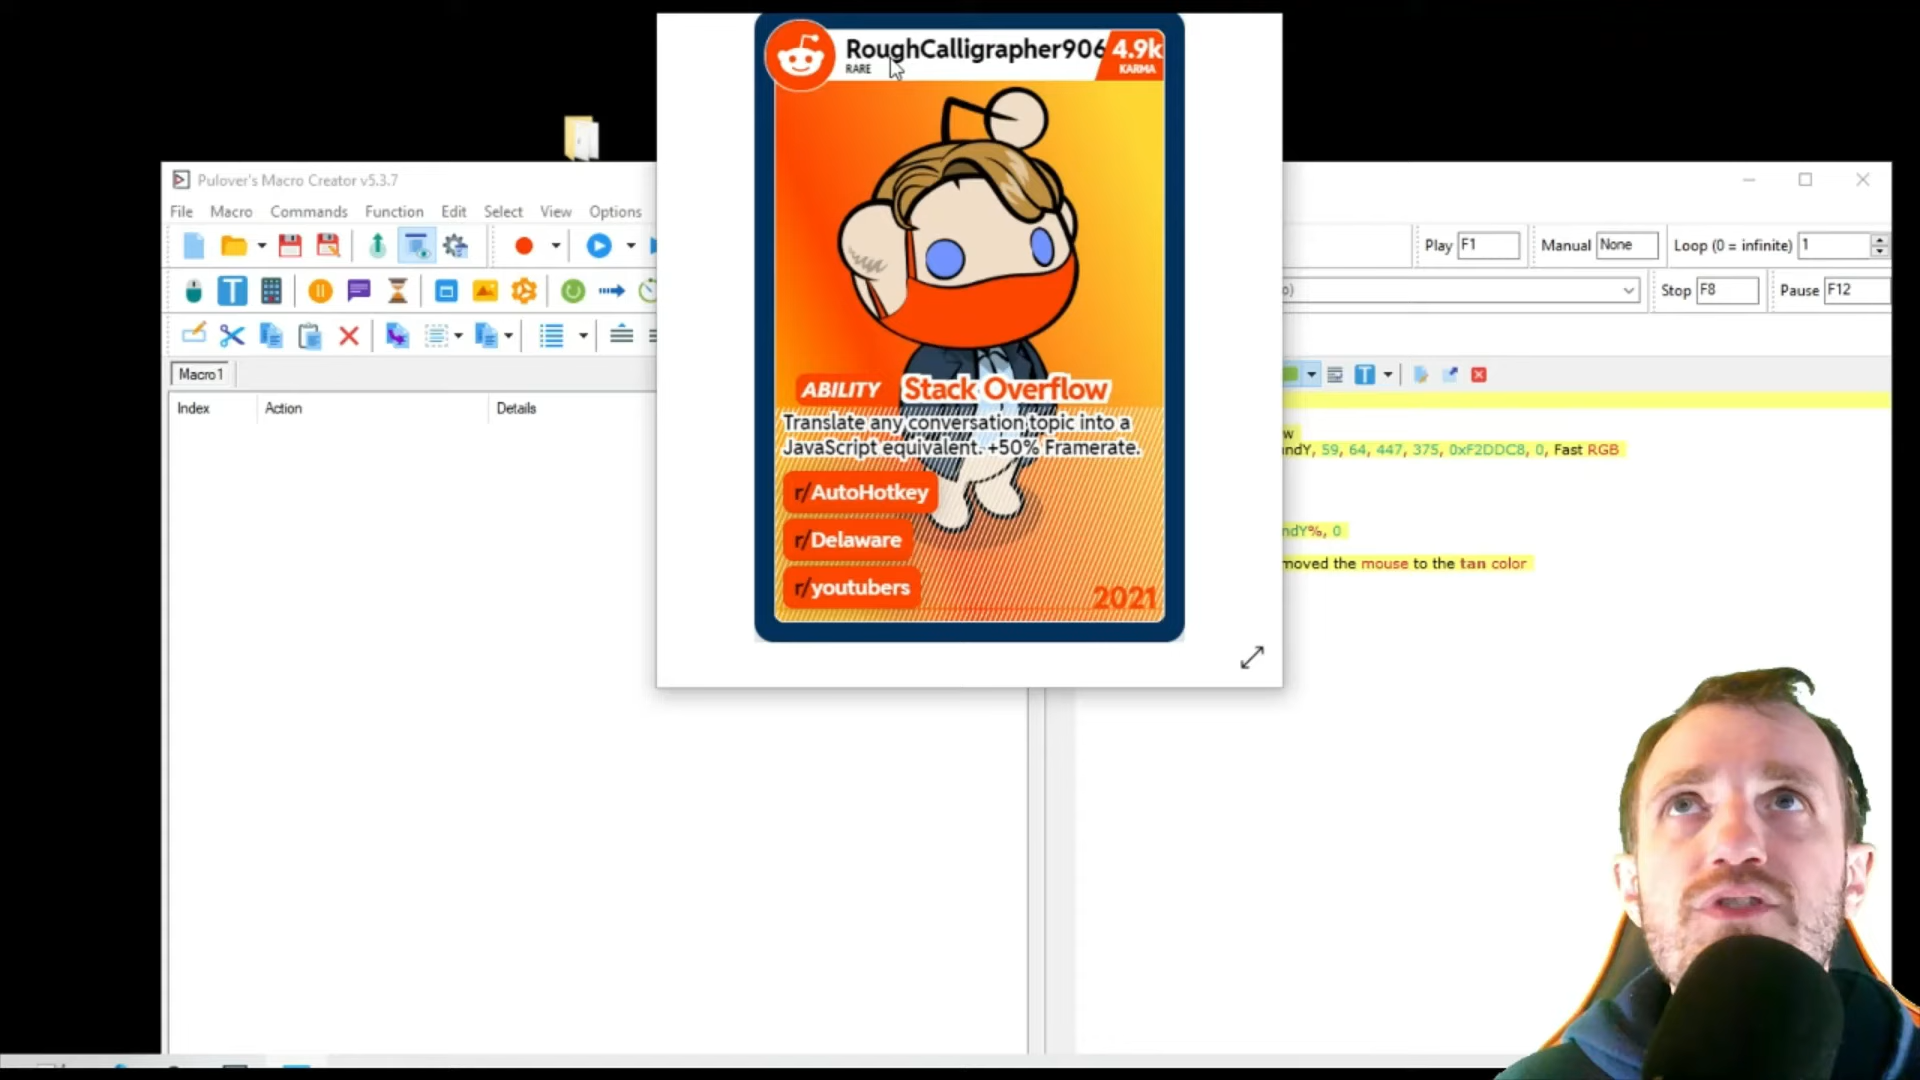 RoughCalligrapher906
RARE
4.9k
KARMA
Pulover's Macro Creator v5.3.7
File Macro Commands Function Edit Select View Options
Play F1 Manual None Loop (0 = infinite) 1
Stop F8 Pause F12
Macro1
Index Action Details
ABILITY Stack Overflow
Translate any conversation topic into a
JavaScript equivalent. +50% Framerate.
r/AutoHotkey
r/Delaware
r/youtubers
2021
ndY, 59, 64, 447, 375, 0xF2DDC8, 0, Fast RGB
ndY%, 0
moved the mouse to the tan color